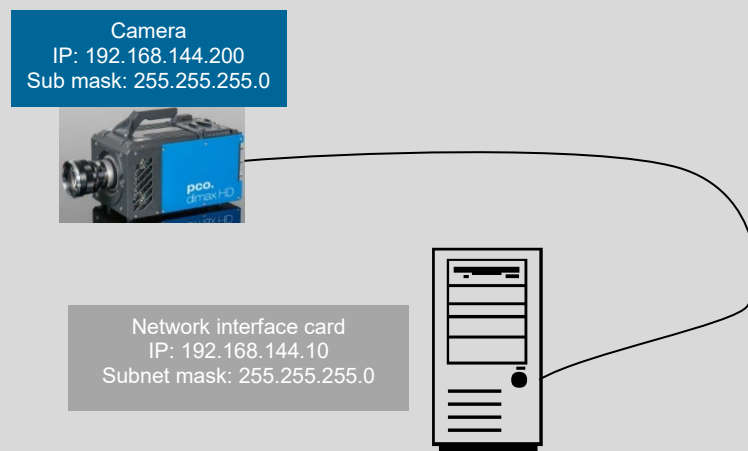 Camera
IP: 192.168.144.200
Sub mask: 255.255.255.0
pco.
dimax HD
Network interface card
IP: 192.168.144.10
Subnet mask: 255.255.255.0